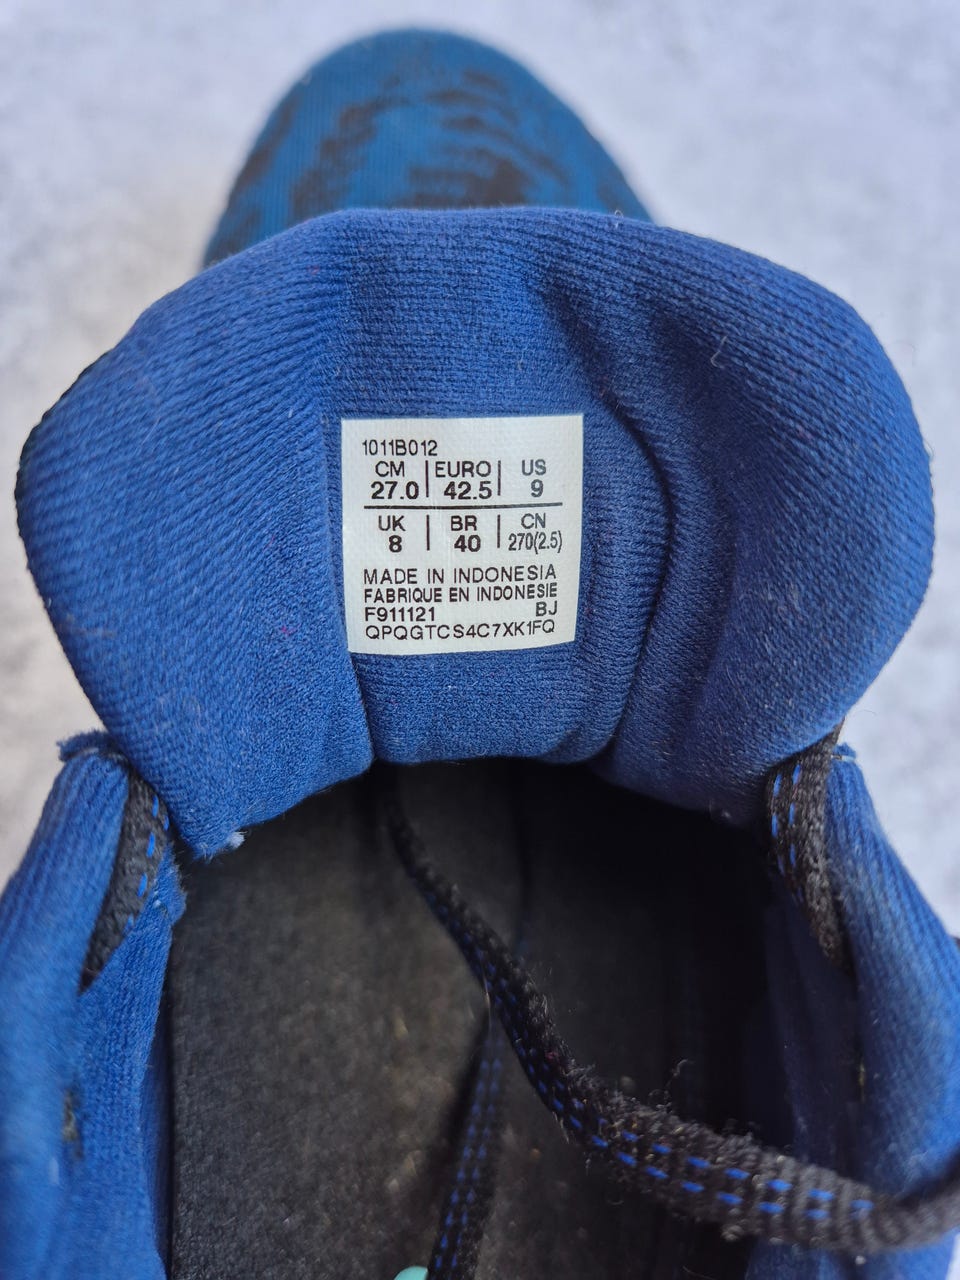 1011B012
CM EURO US
27.0 42.5 9
UK BR CN
8 40 270(2.5)
MADE IN INDONESIA
FABRIQUE EN INDONESIE
F911121 BJ
QPQGTCS4C7XK1FQ